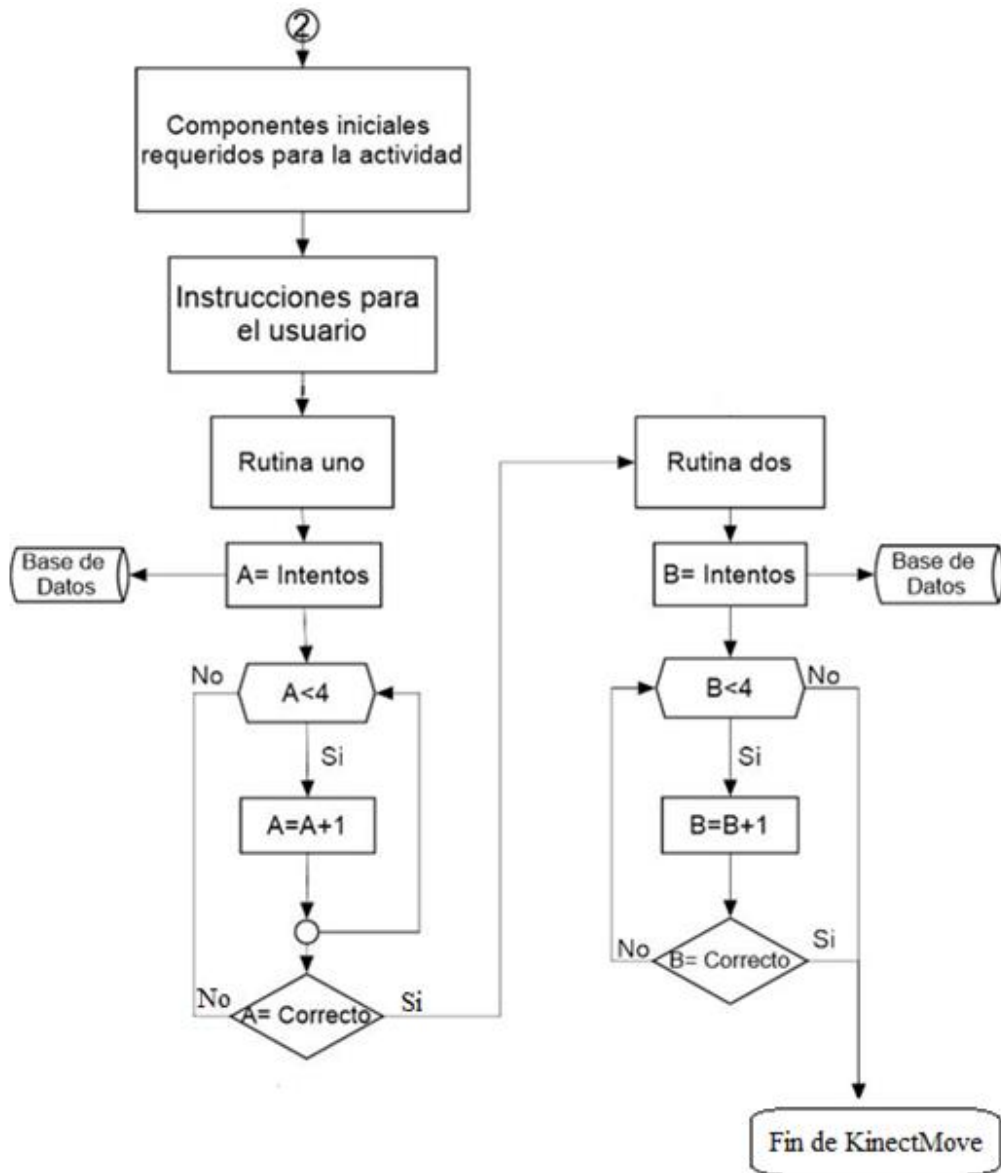 2
Componentes iniciales
requeridos para la actividad
Instrucciones para
el usuario
Rutina uno
Base de
Datos
A= Intentos
No
A<4
Si
A=A+1
No
A= Correcto
Si
Rutina dos
B= Intentos
Base de
Datos
B<4
No
Si
B=B+1
No
B= Correcto
Si
Fin de KinectMove